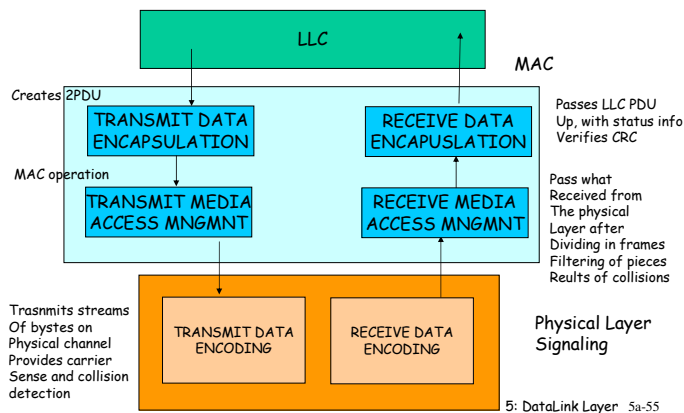 LLC
MAC
Creates 2PDU
TRANSMIT DATA
ENCAPSULATION
RECEIVE DATA
ENCAPUSLATION
Passes LLC PDU
Up, with status info
Verifies CRC
MAC operation
TRANSMIT MEDIA
ACCESS MNGMNT
RECEIVE MEDIA
ACCESS MNGMNT
Pass what
Received from
The physical
Layer after
Dividing in frames
Filtering of pieces
Reults of collisions
Trasnmits streams
Of bystes on
Physical channel
Provides carrier
Sense and collision
detection
TRANSMIT DATA
ENCODING
RECEIVE DATA
ENCODING
Physical Layer
Signaling
5: DataLink Layer 5a-55